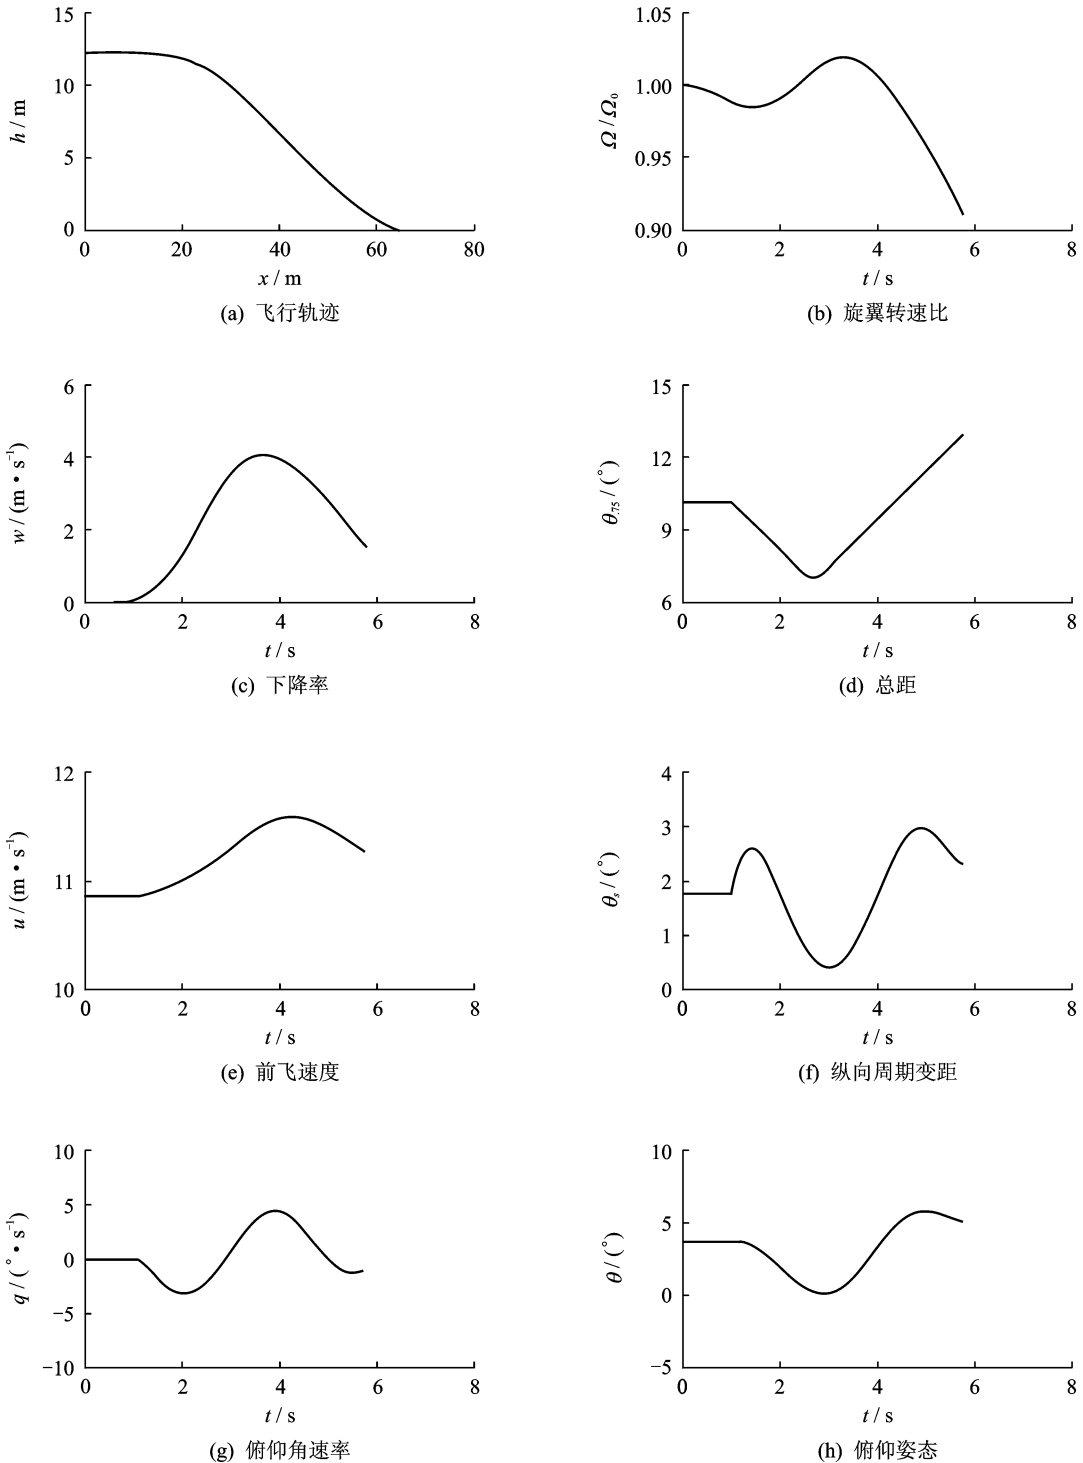 15
10
5
0
0 20 40 60 80
h / m
x / m
(a) 飞行轨迹
1.05
1.00
0.95
0.90
0 2 4 6 8
Ω / Ω₀
t / s
(b) 旋翼转速比
6
4
2
0
0 2 4 6 8
w / (m • s⁻¹)
t / s
(c) 下降率
15
12
9
6
0 2 4 6 8
θ.75 / (°)
t / s
(d) 总距
12
11
10
0 2 4 6 8
u / (m • s⁻¹)
t / s
(e) 前飞速度
4
3
2
1
0
0 2 4 6 8
θs / (°)
t / s
(f) 纵向周期变距
10
5
0
−5
−10
0 2 4 6 8
q / (° • s⁻¹)
t / s
(g) 俯仰角速率
10
5
0
−5
0 2 4 6 8
θ / (°)
t / s
(h) 俯仰姿态